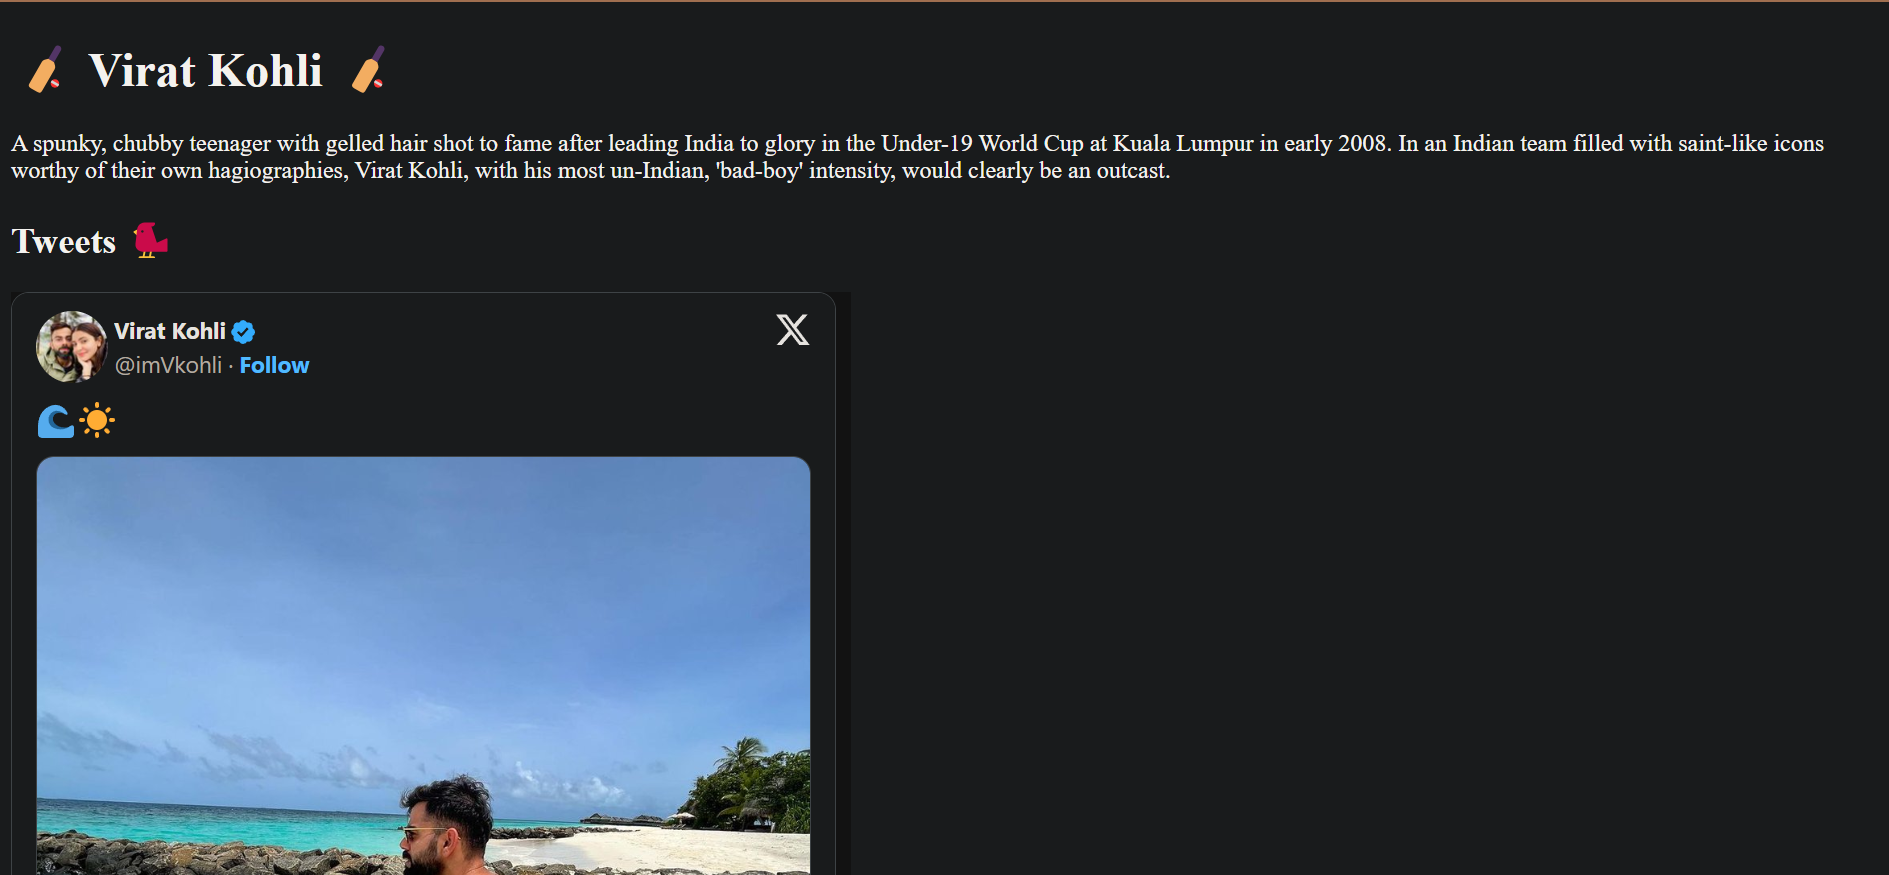 🏏 Virat Kohli 🏏
A spunky, chubby teenager with gelled hair shot to fame after leading India to glory in the Under-19 World Cup at Kuala Lumpur in early 2008. In an Indian team filled with saint-like icons
worthy of their own hagiographies, Virat Kohli, with his most un-Indian, 'bad-boy' intensity, would clearly be an outcast.
Tweets 🐦
Virat Kohli
@imVkohli · Follow
🌊☀️